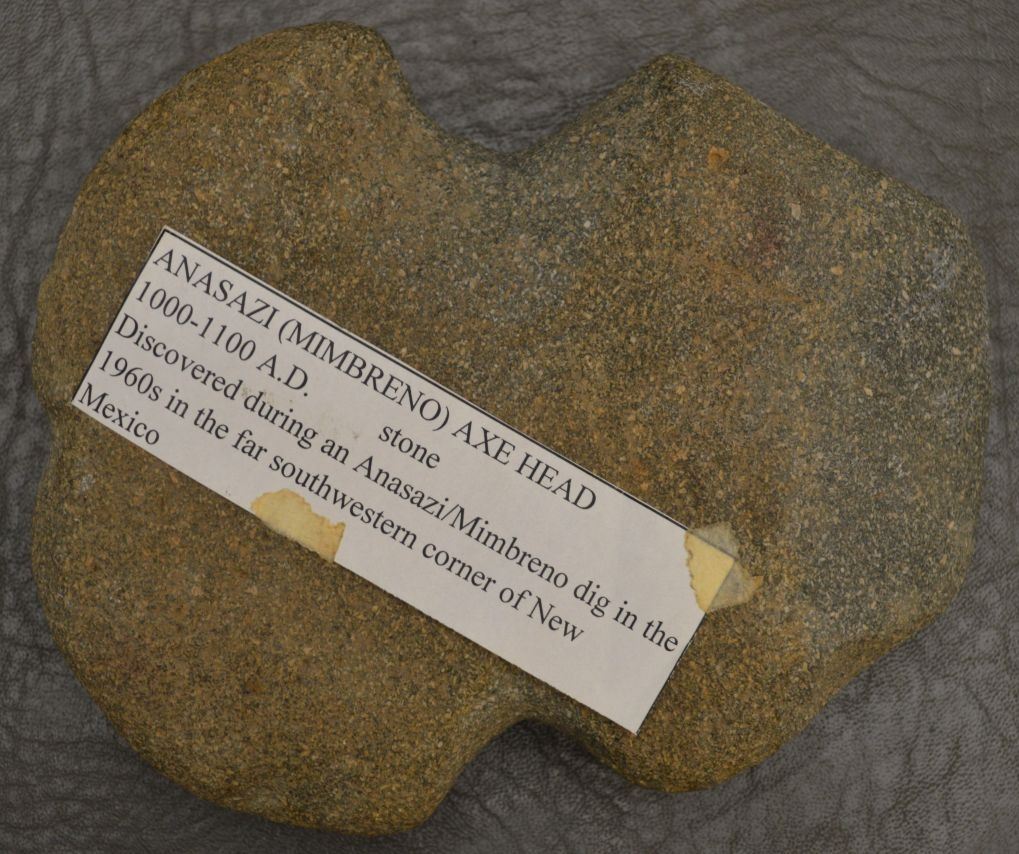 ANASAZI (MIMBRENO) AXE HEAD
1000-1100 A.D.
stone
Discovered during an Anasazi/Mimbreno dig in the
1960s in the far southwestern corner of New
Mexico